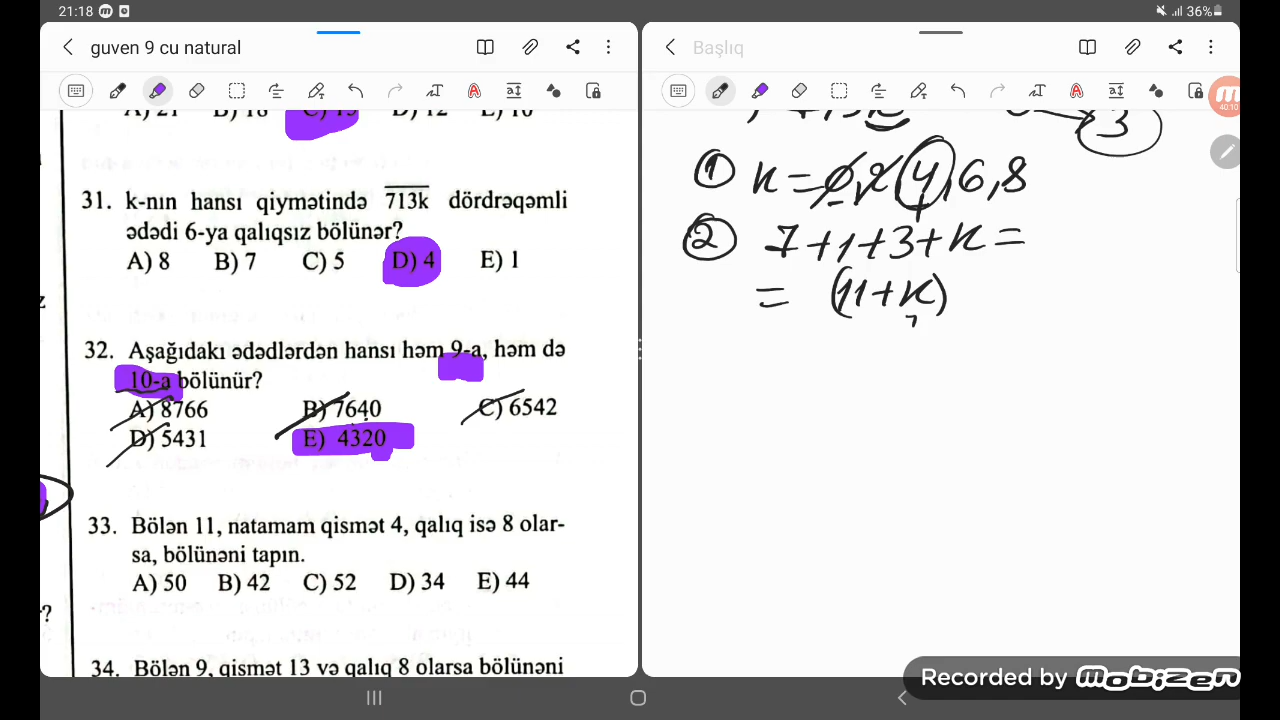 21:18
36%
guven 9 cu natural
Başlıq
40:10
C) 15
3
31. k-nın hansı qiymətində 713k dördrəqəmli
ədədi 6-ya qalıqsız bölünər?
A) 8 B) 7 C) 5 D) 4 E) 1
32. Aşağıdakı ədədlərdən hansı həm 9-a, həm də
10-a bölünür?
A) 8766 B) 7640 C) 6542
D) 5431 E) 4320
33. Bölən 11, natamam qismət 4, qalıq isə 8 olar-
sa, bölünəni tapın.
A) 50 B) 42 C) 52 D) 34 E) 44
34. Bölən 9, qismət 13 və qalıq 8 olarsa bölünəni
1 K = 0, 2, 4, 6, 8
2 7 + 1 + 3 + K =
= (11 + K)
Recorded by mobizen